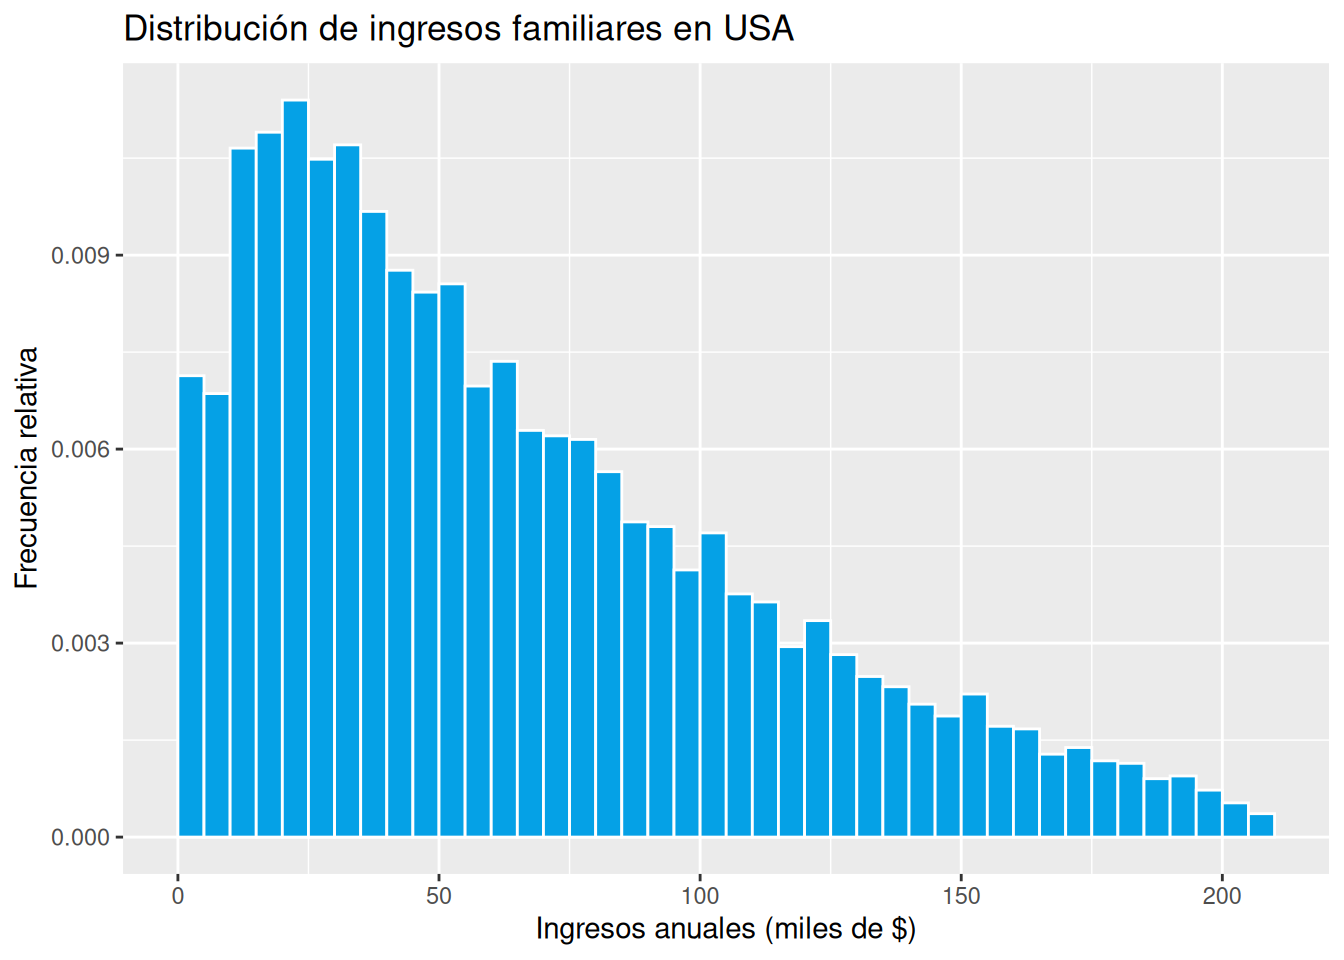 Distribución de ingresos familiares en USA
Frecuencia relativa
0.009
0.006
0.003
0.000
0 50 100 150 200
Ingresos anuales (miles de $)